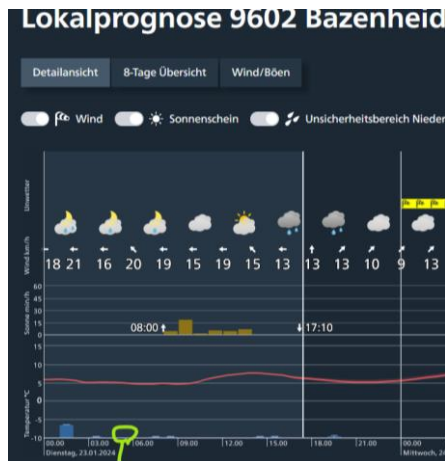 Lokalprognose 9602 Bazenheid
Detailansicht 8-Tage Übersicht Wind/Böen
Wind Sonnenschein Unsicherheitsbereich Nieder
Unwetter
Wind km/h
18 21 16 20 19 15 19 15 13 13 13 10 9 13
Sonne min/h
60
45
30
15
0
08:00 17:10
Temperatur °C
15
10
5
0
-5
-10
00.00 03.00 06.00 09.00 12.00 15.00 18.00 21.00 00.00
Dienstag, 23.01.2024 Mittwoch, 2